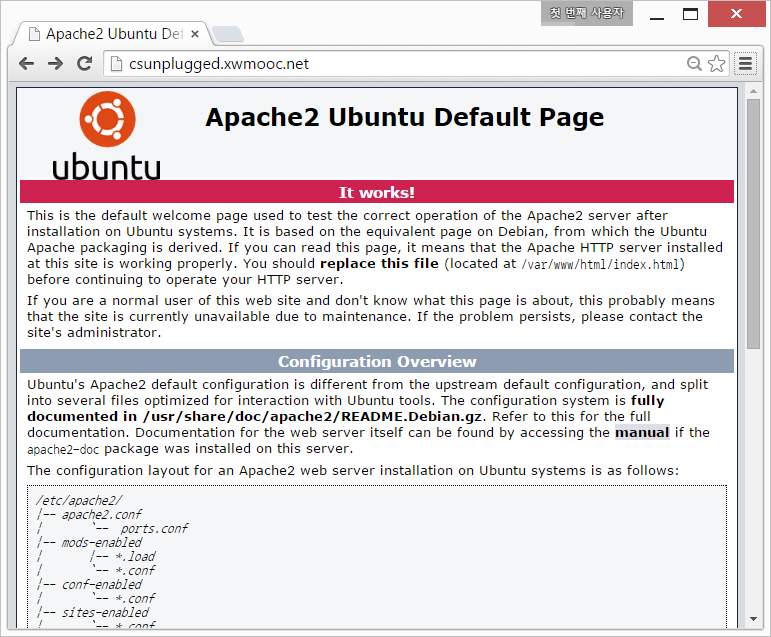 첫 번째 사용자
Apache2 Ubuntu Def
csunplugged.xwmooc.net
ubuntu
Apache2 Ubuntu Default Page
It works!
This is the default welcome page used to test the correct operation of the Apache2 server after
installation on Ubuntu systems. It is based on the equivalent page on Debian, from which the Ubuntu
Apache packaging is derived. If you can read this page, it means that the Apache HTTP server installed
at this site is working properly. You should replace this file (located at /var/www/html/index.html)
before continuing to operate your HTTP server.
If you are a normal user of this web site and don't know what this page is about, this probably means
that the site is currently unavailable due to maintenance. If the problem persists, please contact the
site's administrator.
Configuration Overview
Ubuntu's Apache2 default configuration is different from the upstream default configuration, and split
into several files optimized for interaction with Ubuntu tools. The configuration system is fully
documented in /usr/share/doc/apache2/README.Debian.gz. Refer to this for the full
documentation. Documentation for the web server itself can be found by accessing the manual if the
apache2-doc package was installed on this server.
The configuration layout for an Apache2 web server installation on Ubuntu systems is as follows:
/etc/apache2/
|-- apache2.conf
|       `--  ports.conf
|-- mods-enabled
|       |-- *.load
|       `-- *.conf
|-- conf-enabled
|       `-- *.conf
|-- sites-enabled
|       `-- *.conf